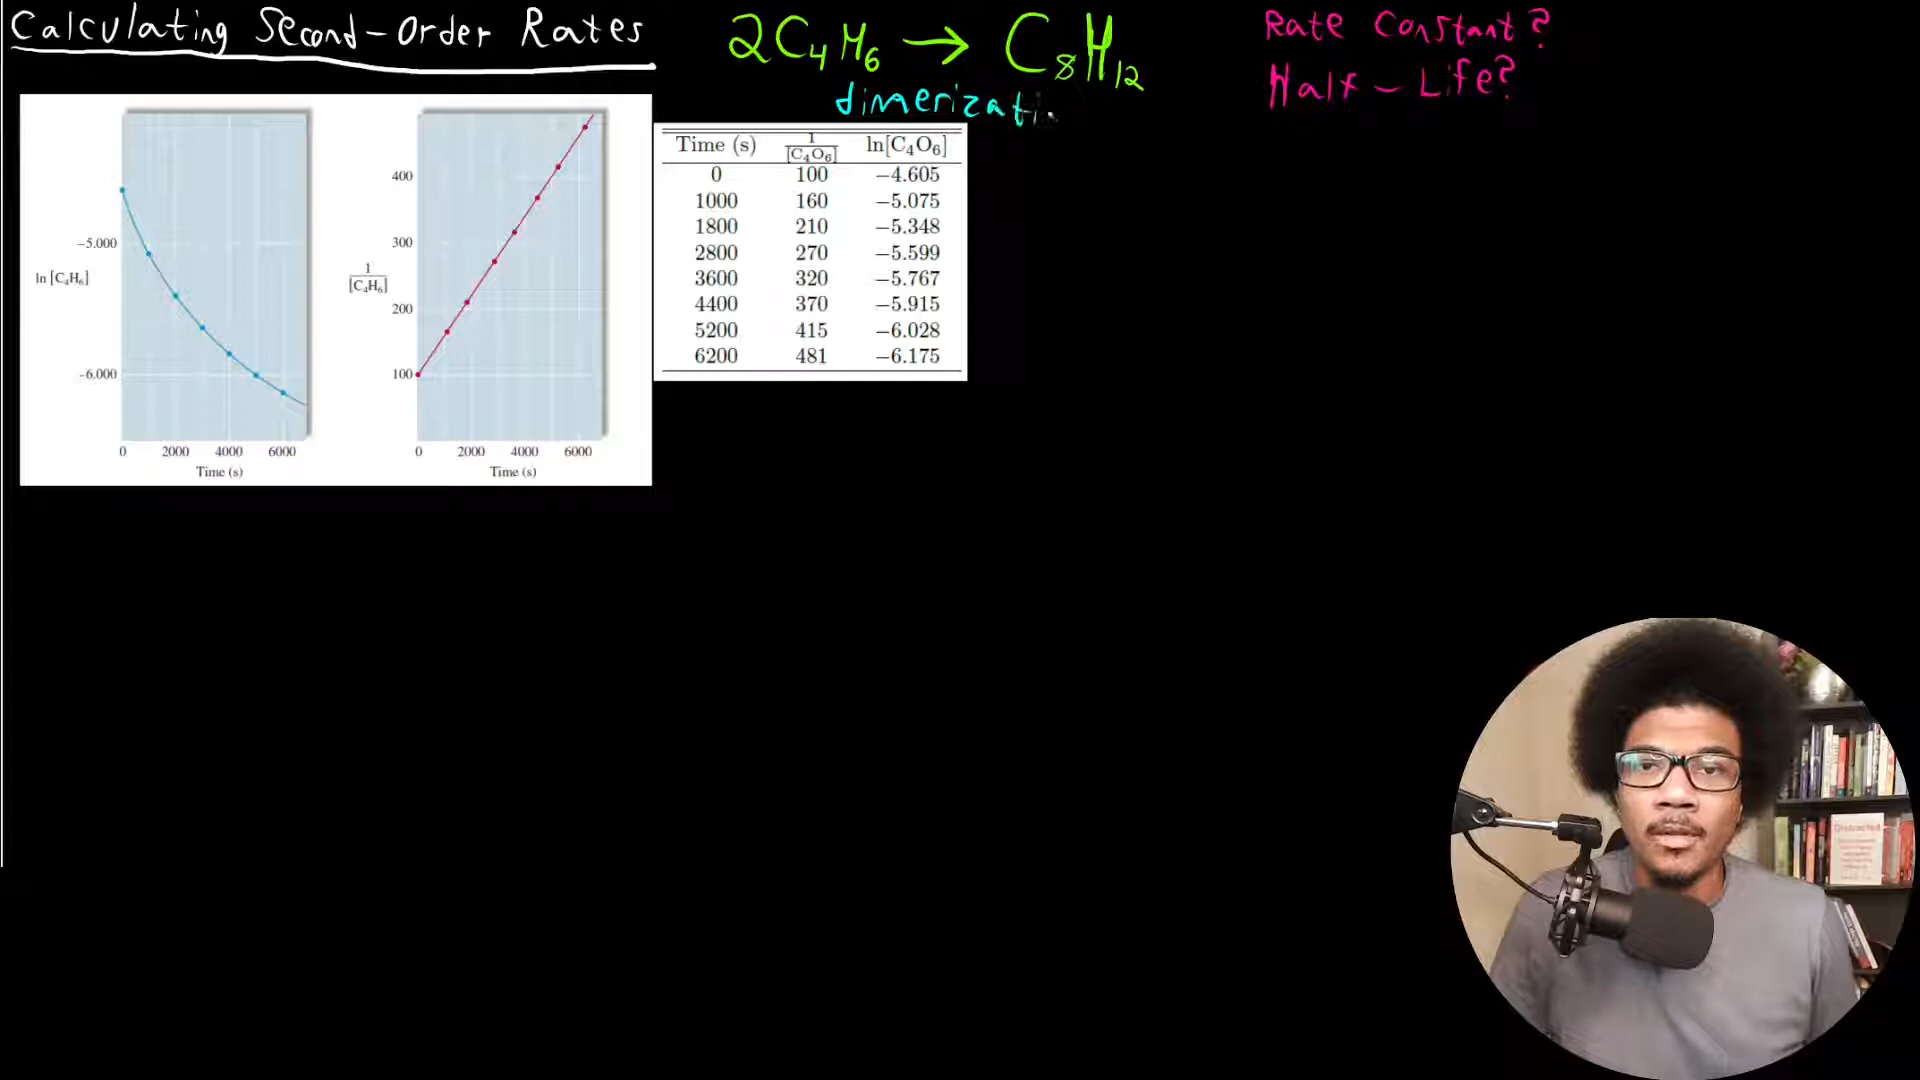 Calculating Second-Order Rates
2C₄H₆ → C₈H₁₂
dimerizati
Rate Constant?
Half-Life?
ln [C₄H₆]
-5.000
-6.000
0 2000 4000 6000
Time (s)
1/[C₄H₆]
400
300
200
100
0 2000 4000 6000
Time (s)
Time (s) 1/[C₄O₆] ln[C₄O₆]
0 100 −4.605
1000 160 −5.075
1800 210 −5.348
2800 270 −5.599
3600 320 −5.767
4400 370 −5.915
5200 415 −6.028
6200 481 −6.175
Distracted